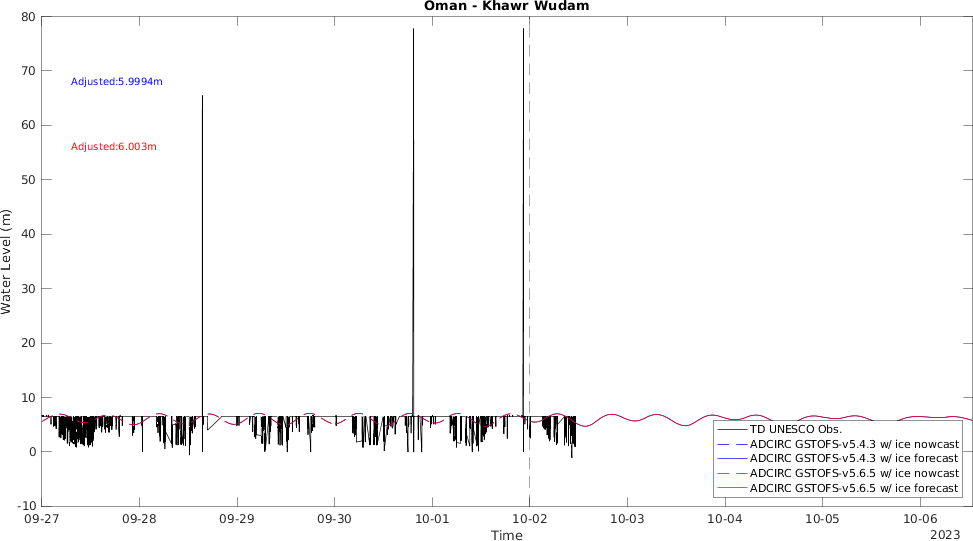 Oman - Khawr Wudam
80
70
60
50
40
30
20
10
0
-10
Water Level (m)
Adjusted:5.9994m
Adjusted:6.003m
TD UNESCO Obs.
ADCIRC GSTOFS-v5.4.3 w/ ice nowcast
ADCIRC GSTOFS-v5.4.3 w/ ice forecast
ADCIRC GSTOFS-v5.6.5 w/ ice nowcast
ADCIRC GSTOFS-v5.6.5 w/ ice forecast
09-27 09-28 09-29 09-30 10-01 10-02 10-03 10-04 10-05 10-06
Time
2023